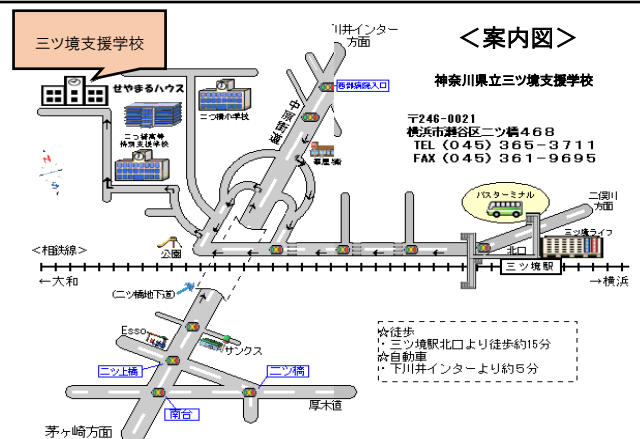 三ツ境支援学校
川井インター
方面
<案内図>
神奈川県立三ツ境支援学校
〒246-0021
横浜市瀬谷区二ツ橋468
TEL (045) 365-3711
FAX (045) 361-9695
せやまるハウス
二つ橋小学校
二つ橋高等
特別支援学校
中原街道
西部病院入口
バスターミナル
二俣川
方面
三ツ境ライフ
北口
三ツ境駅
公園
<相鉄線>
←大和
→横浜
(二ツ橋地下道)
Esso
サンクス
二ツ上橋
二ツ橋
南台
厚木道
茅ヶ崎方面
☆徒歩
・三ツ境駅北口より徒歩約15分
☆自動車
・下川井インターより約5分